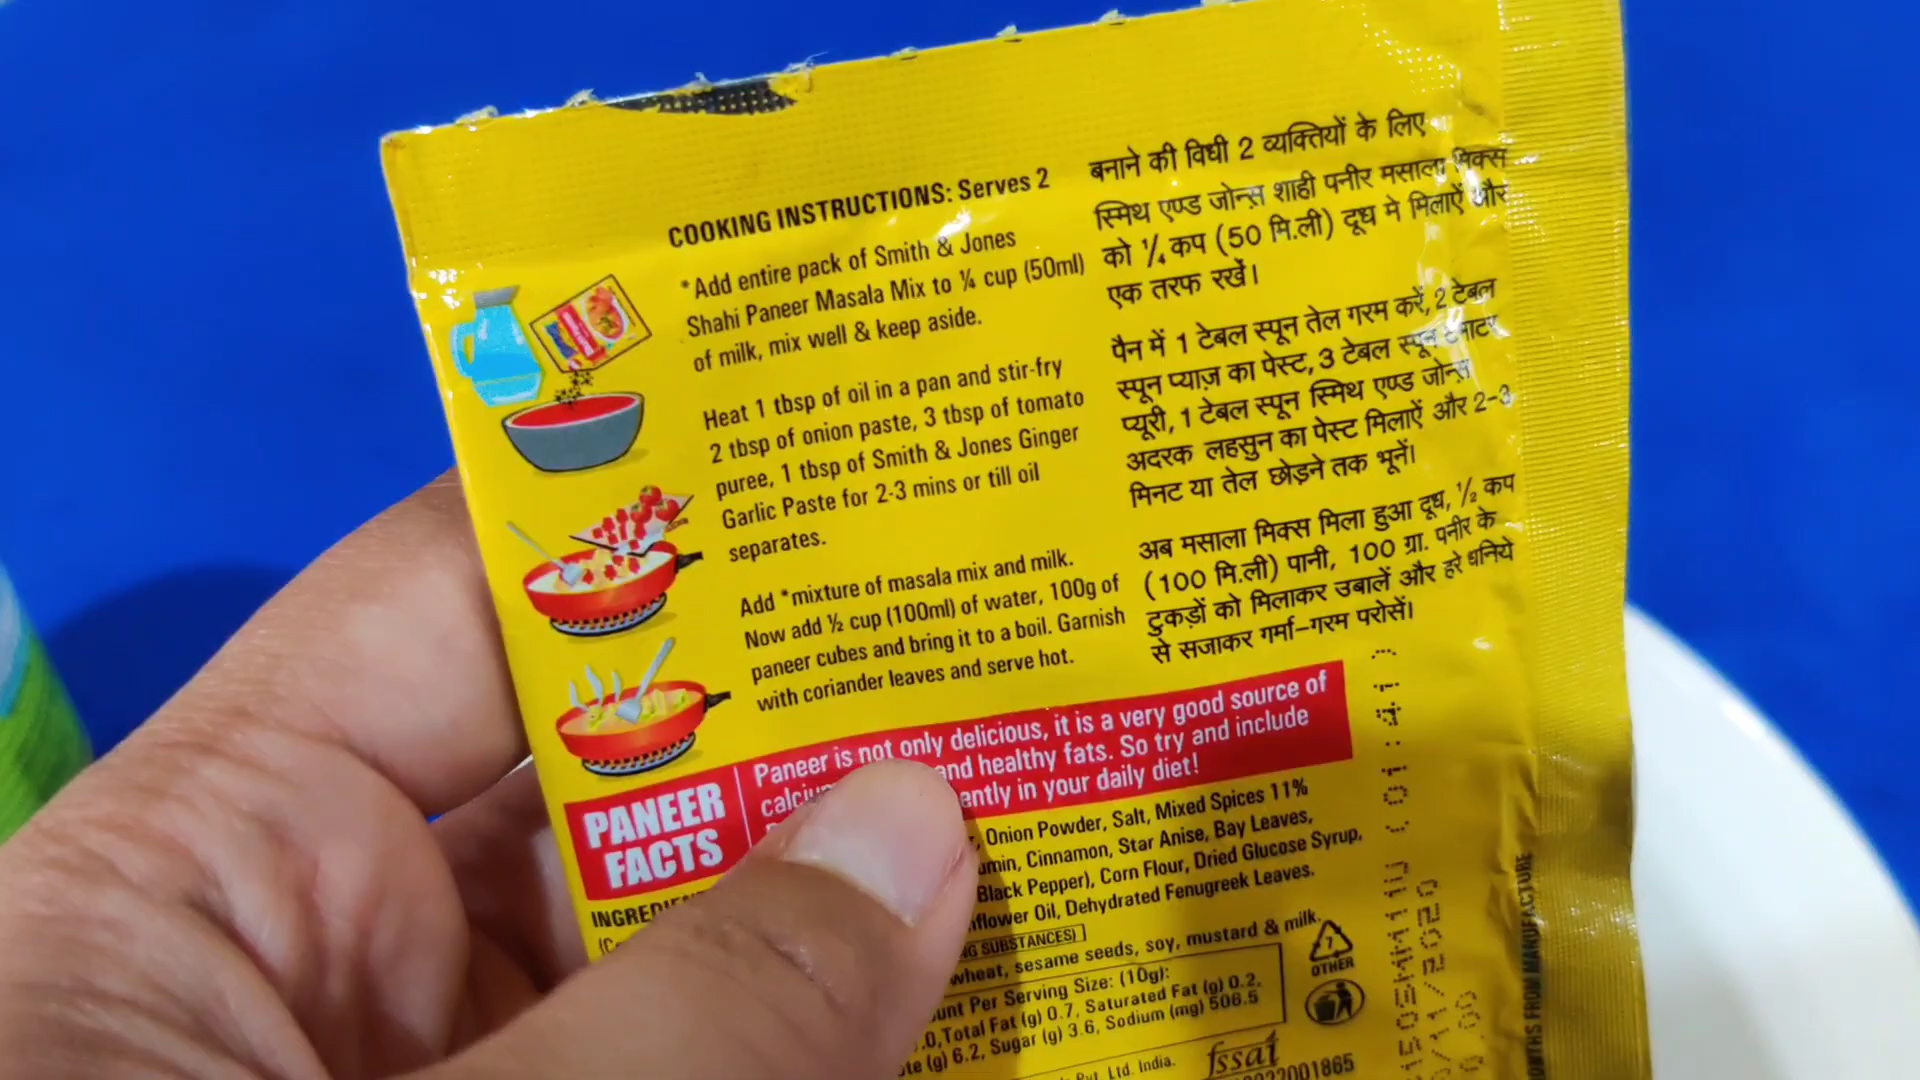 COOKING INSTRUCTIONS: Serves 2
*Add entire pack of Smith & Jones
Shahi Paneer Masala Mix to ¼ cup (50ml)
of milk, mix well & keep aside.
Heat 1 tbsp of oil in a pan and stir-fry
2 tbsp of onion paste, 3 tbsp of tomato
puree, 1 tbsp of Smith & Jones Ginger
Garlic Paste for 2-3 mins or till oil
separates.
Add *mixture of masala mix and milk.
Now add ½ cup (100ml) of water, 100g of
paneer cubes and bring it to a boil. Garnish
with coriander leaves and serve hot.
बनाने की विधी 2 व्यक्तियों के लिए
स्मिथ एण्ड जोन्स़ शाही पनीर मसाला मिक्स
को ¼ कप (50 मि.ली) दूध मे मिलाऐं और
एक तरफ रखें।
पैन में 1 टेबल स्पून तेल गरम करें, 2 टेबल
स्पून प्याज़ का पेस्ट, 3 टेबल स्पून टमाटर
प्यूरी, 1 टेबल स्पून स्मिथ एण्ड जोन्स़
अदरक लहसुन का पेस्ट मिलाऐं और 2-3
मिनट या तेल छोड़ने तक भूनें।
अब मसाला मिक्स मिला हुआ दूध, ½ कप
(100 मि.ली) पानी, 100 ग्रा. पनीर के
टुकड़ों को मिलाकर उबालें और हरे धनिये
से सजाकर गर्मा-गरम परोसें।
PANEER
FACTS
Paneer is not only delicious, it is a very good source of
and healthy fats. So try and include
in your daily diet!
Onion Powder, Salt, Mixed Spices 11%
Cinnamon, Star Anise, Bay Leaves,
Black Pepper), Corn Flour, Dried Glucose Syrup,
Oil, Dehydrated Fenugreek Leaves.
SUBSTANCES)
wheat, sesame seeds, soy, mustard & milk.
Per Serving Size: (10g):
Total Fat (g) 0.7, Saturated Fat (g) 0.2,
(g) 6.2, Sugar (g) 3.6, Sodium (mg) 506.5
Pvt. Ltd. India.
fssai
7
OTHER
FROM MANUFACTURE